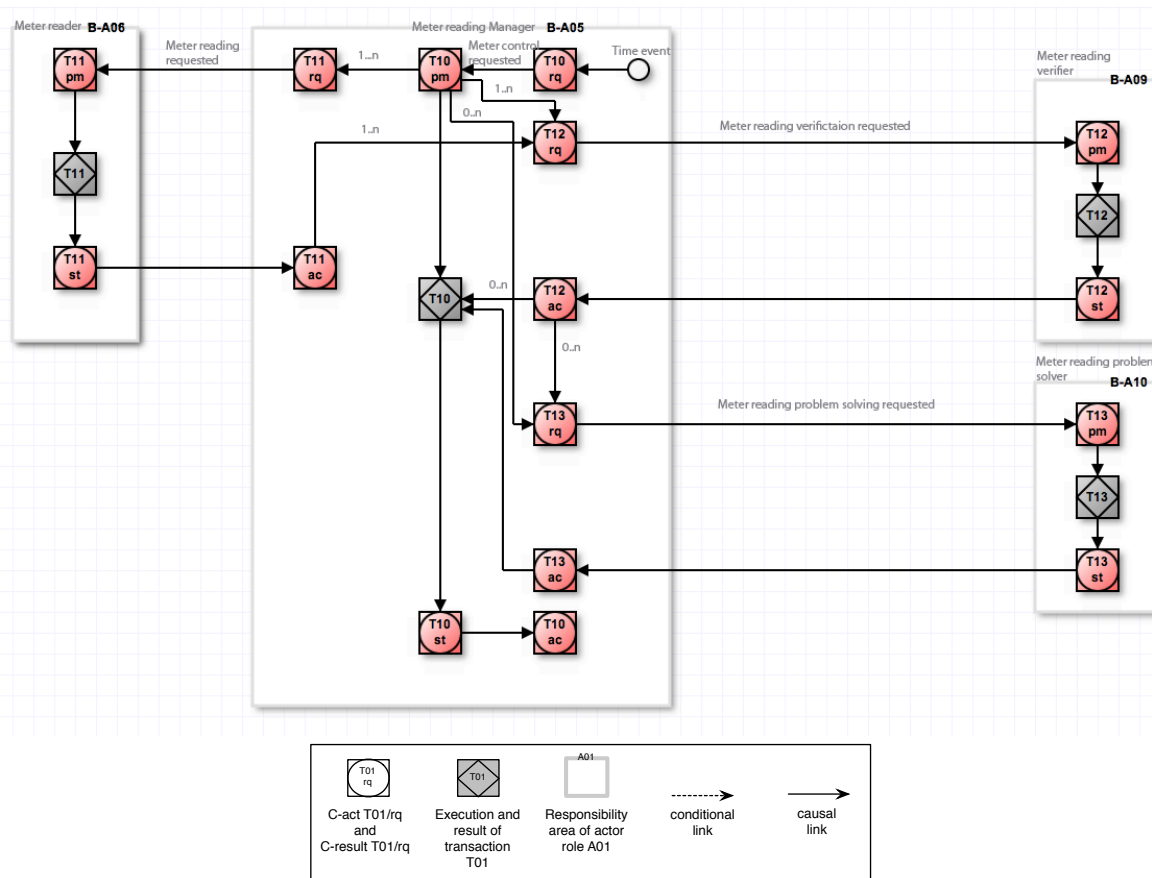 Meter reader
B-A06
Meter reading Manager
B-A05
Meter reading
requested
Meter control
requested
Time event
Meter reading
verifier
B-A09
T11
pm
T11
rq
1...n
T10
pm
T10
rq
1..n
0..n
1..n
T12
rq
Meter reading verifictaion requested
T12
pm
T11
T12
T11
st
T11
ac
T10
0..n
T12
ac
T12
st
0..n
Meter reading problem
solver
B-A10
T13
rq
Meter reading problem solving requested
T13
pm
T13
T13
ac
T13
st
T10
st
T10
ac
T01
rq
C-act T01/rq
and
C-result T01/rq
T01
Execution and
result of
transaction
T01
A01
Responsibility
area of actor
role A01
conditional
link
causal
link